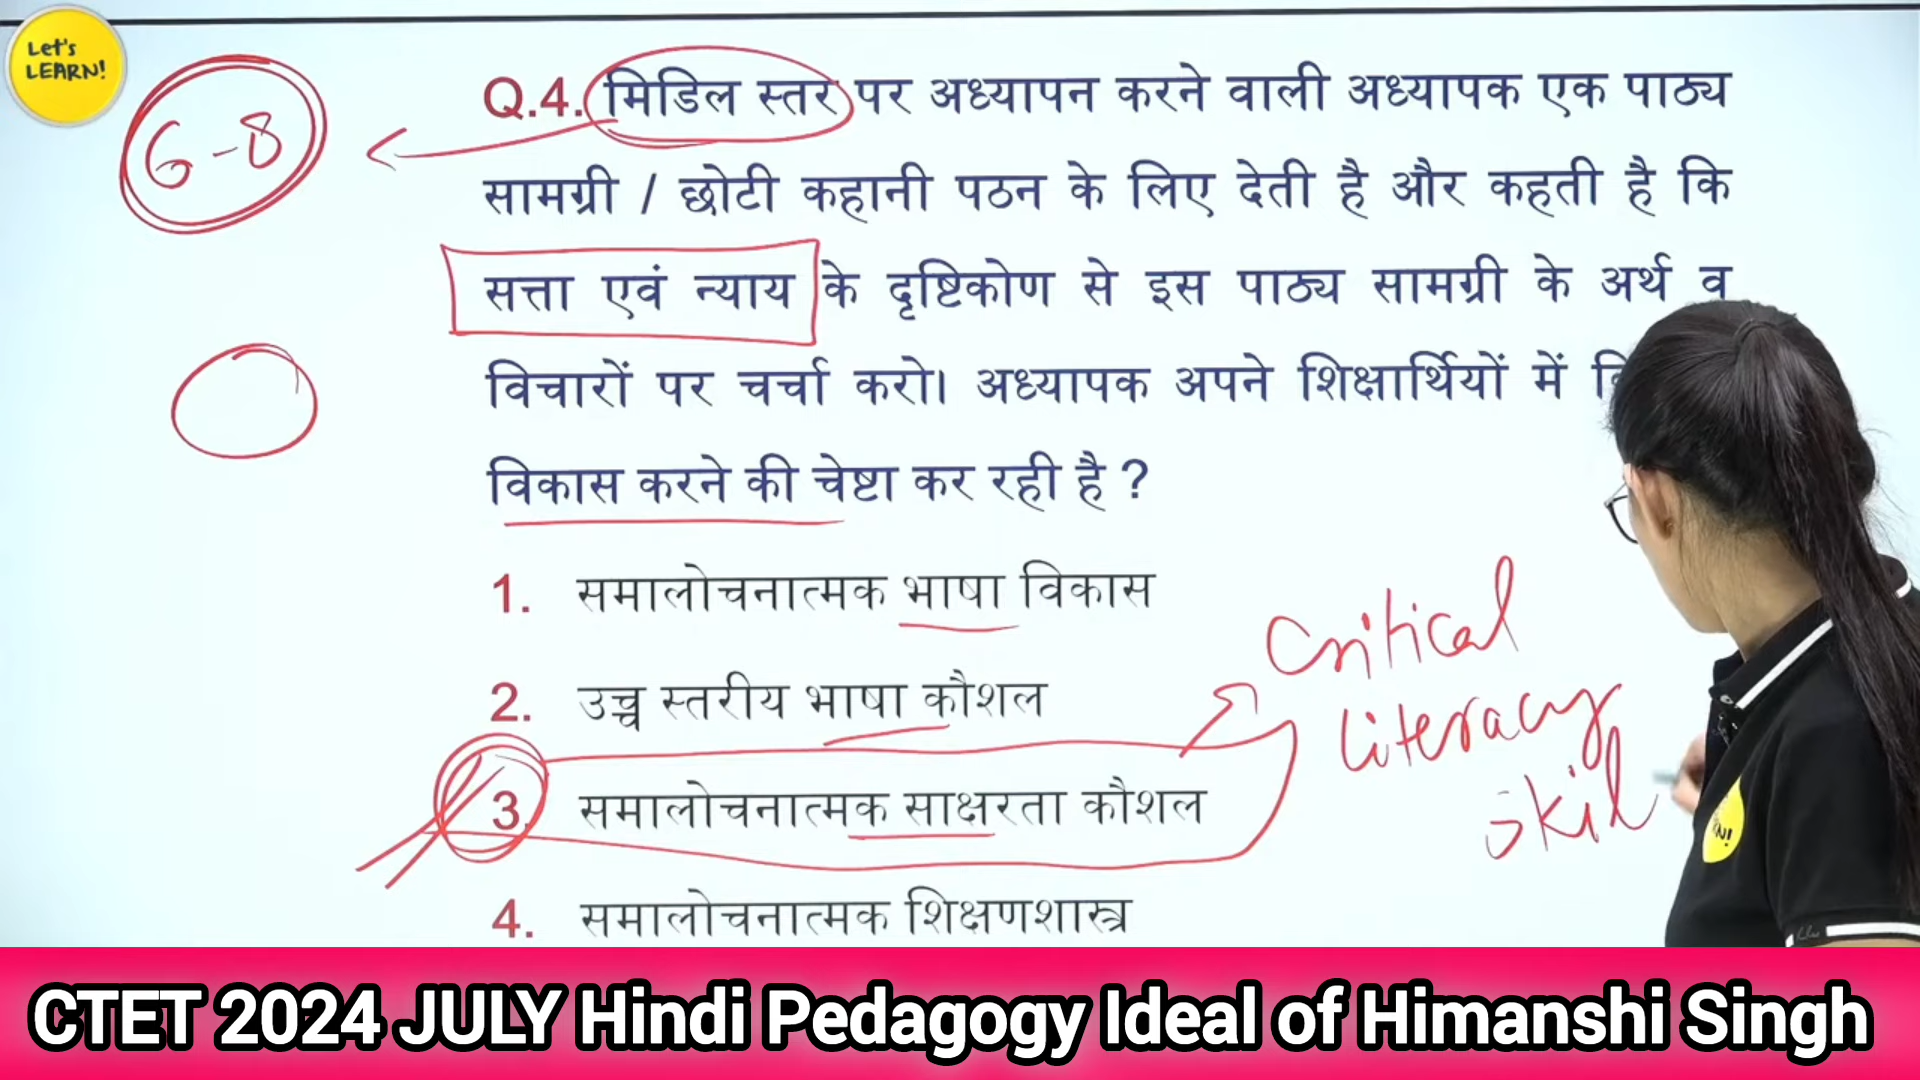 Let's
LEARN!
6-8
Q.4. मिडिल स्तर पर अध्यापन करने वाली अध्यापक एक पाठ्य
सामग्री / छोटी कहानी पठन के लिए देती है और कहती है कि
सत्ता एवं न्याय के दृष्टिकोण से इस पाठ्य सामग्री के अर्थ व
विचारों पर चर्चा करो। अध्यापक अपने शिक्षार्थियों में
विकास करने की चेष्टा कर रही है ?
1. समालोचनात्मक भाषा विकास
2. उच्च स्तरीय भाषा कौशल
3. समालोचनात्मक साक्षरता कौशल
4. समालोचनात्मक शिक्षणशास्त्र
Critical
literacy
skil
CTET 2024 JULY Hindi Pedagogy Ideal of Himanshi Singh